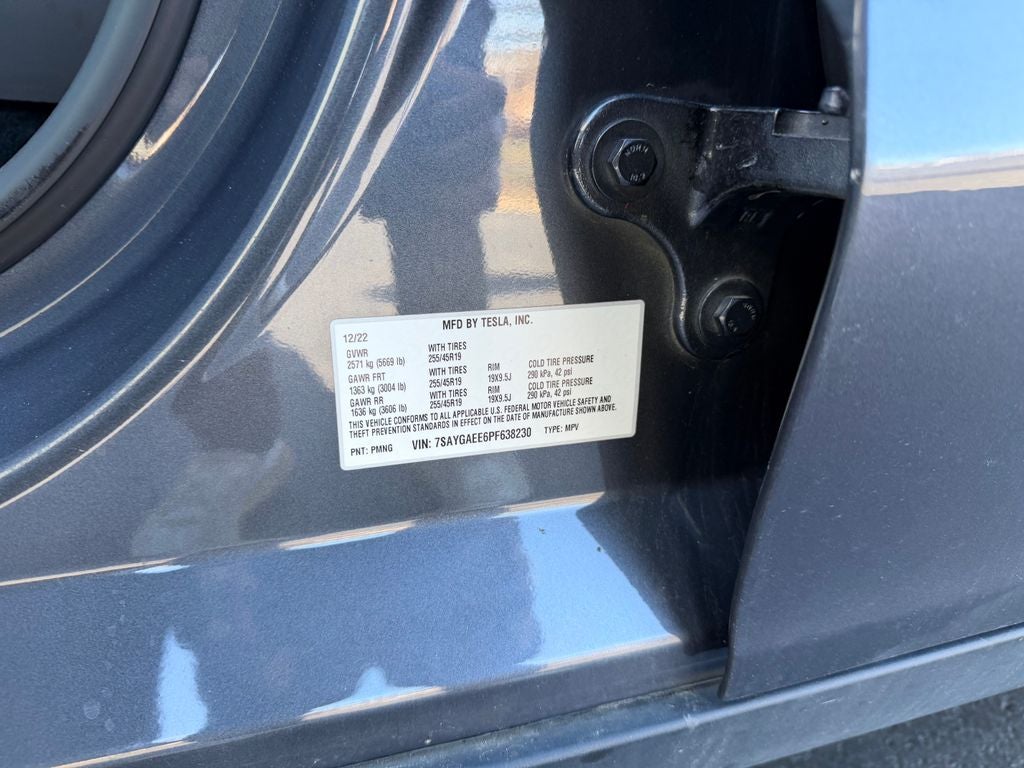 MFD BY TESLA, INC.
12/22
GVWR WITH TIRES
2571 kg (5669 lb) 255/45R19
GAWR FRT WITH TIRES RIM COLD TIRE PRESSURE
1363 kg (3004 lb) 255/45R19 19X9.5J 290 kPa, 42 psi
GAWR RR WITH TIRES RIM COLD TIRE PRESSURE
1636 kg (3606 lb) 255/45R19 19X9.5J 290 kPa, 42 psi
THIS VEHICLE CONFORMS TO ALL APPLICABLE U.S. FEDERAL MOTOR VEHICLE SAFETY AND
THEFT PREVENTION STANDARDS IN EFFECT ON THE DATE OF MANUFACTURE SHOWN ABOVE.
PNT: PMNG VIN: 7SAYGAEE6PF638230 TYPE: MPV